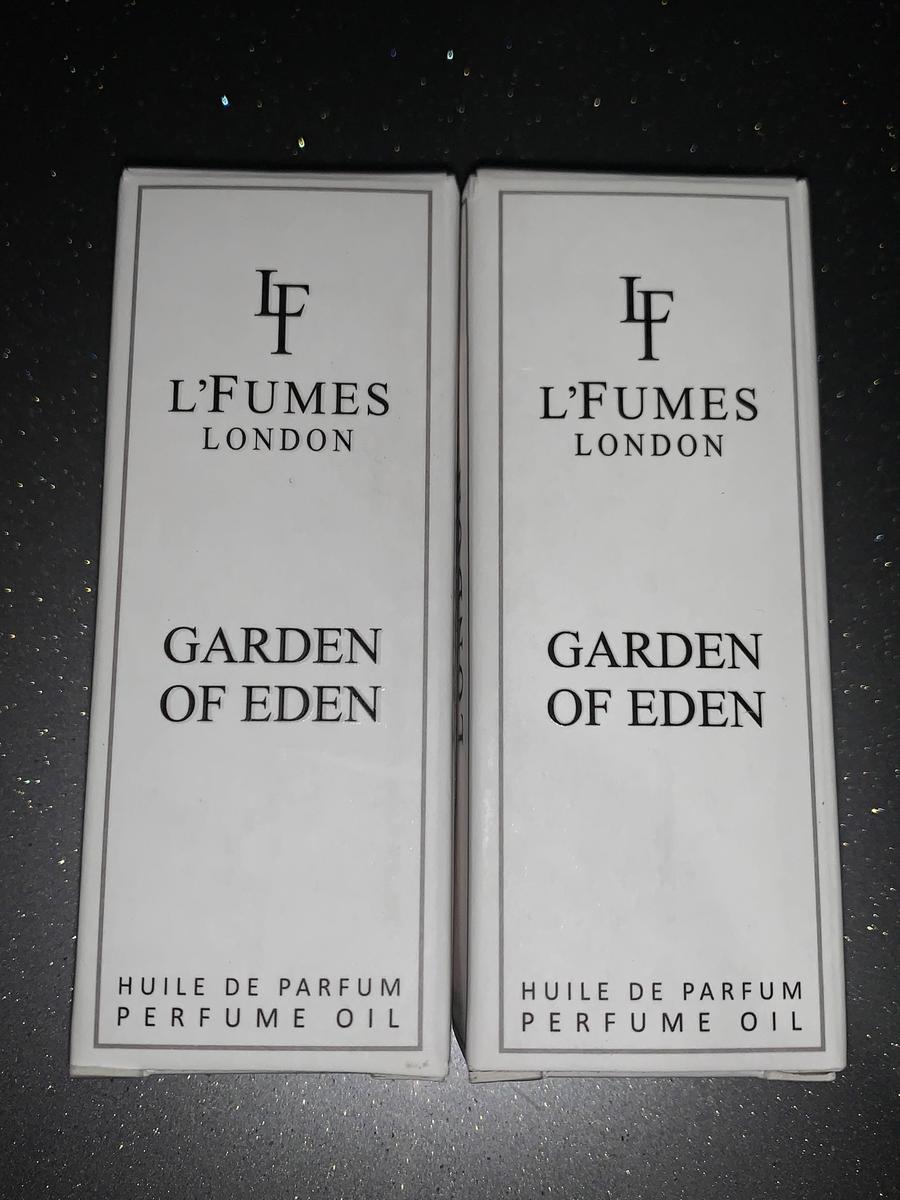 LF
L'FUMES
LONDON
GARDEN
OF EDEN
HUILE DE PARFUM
PERFUME OIL
LF
L'FUMES
LONDON
GARDEN
OF EDEN
HUILE DE PARFUM
PERFUME OIL